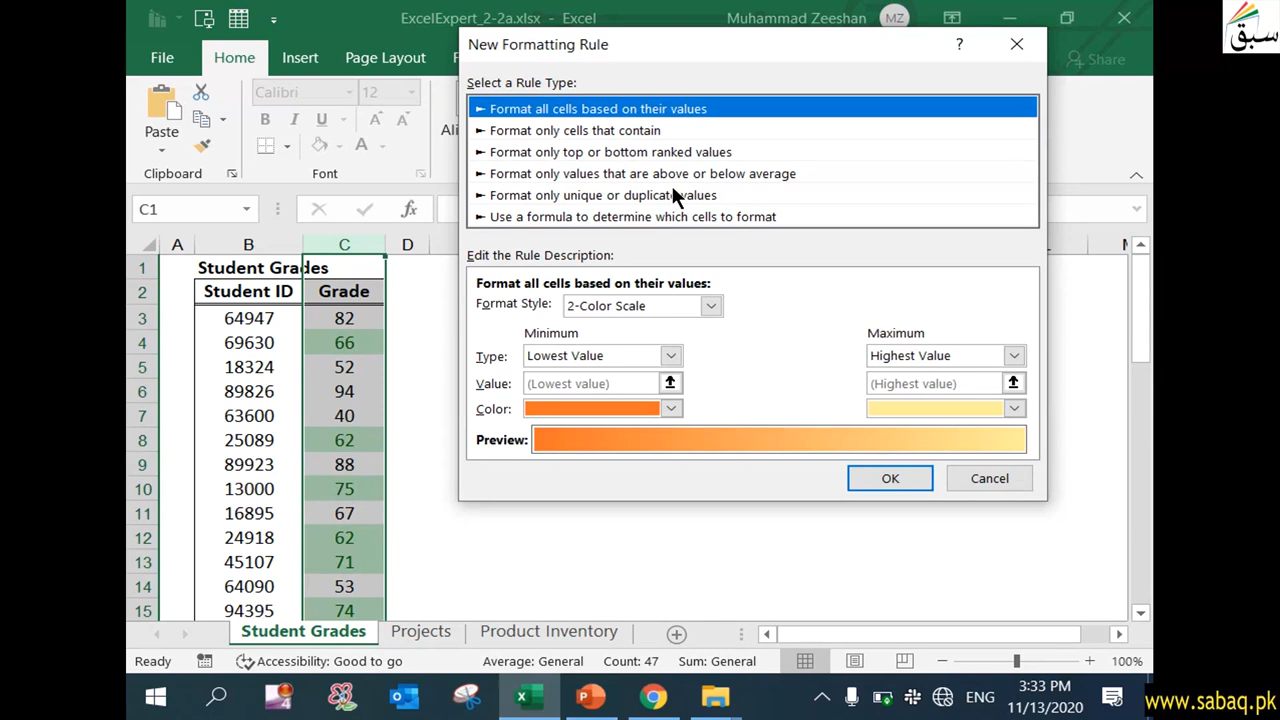 ExcelExpert_2-2a.xlsx - Excel
Muhammad Zeeshan
MZ
سبق
New Formatting Rule
File
Home
Insert
Page Layout
Share
Select a Rule Type:
Format all cells based on their values
Format only cells that contain
Format only top or bottom ranked values
Format only values that are above or below average
Format only unique or duplicate values
Use a formula to determine which cells to format
Paste
Calibri
12
B I U
Clipboard
Font
C1
fx
Edit the Rule Description:
Format all cells based on their values:
Format Style: 2-Color Scale
Minimum Maximum
Type: Lowest Value Highest Value
Value: (Lowest value) (Highest value)
Color:
Preview:
OK Cancel
A B C D
1 Student Grades
2 Student ID Grade
3 64947 82
4 69630 66
5 18324 52
6 89826 94
7 63600 40
8 25089 62
9 89923 88
10 13000 75
11 16895 67
12 24918 62
13 45107 71
14 64090 53
15 94395 74
Student Grades Projects Product Inventory
Ready Accessibility: Good to go Average: General Count: 47 Sum: General 100%
ENG
3:33 PM
11/13/2020
www.sabaq.pk